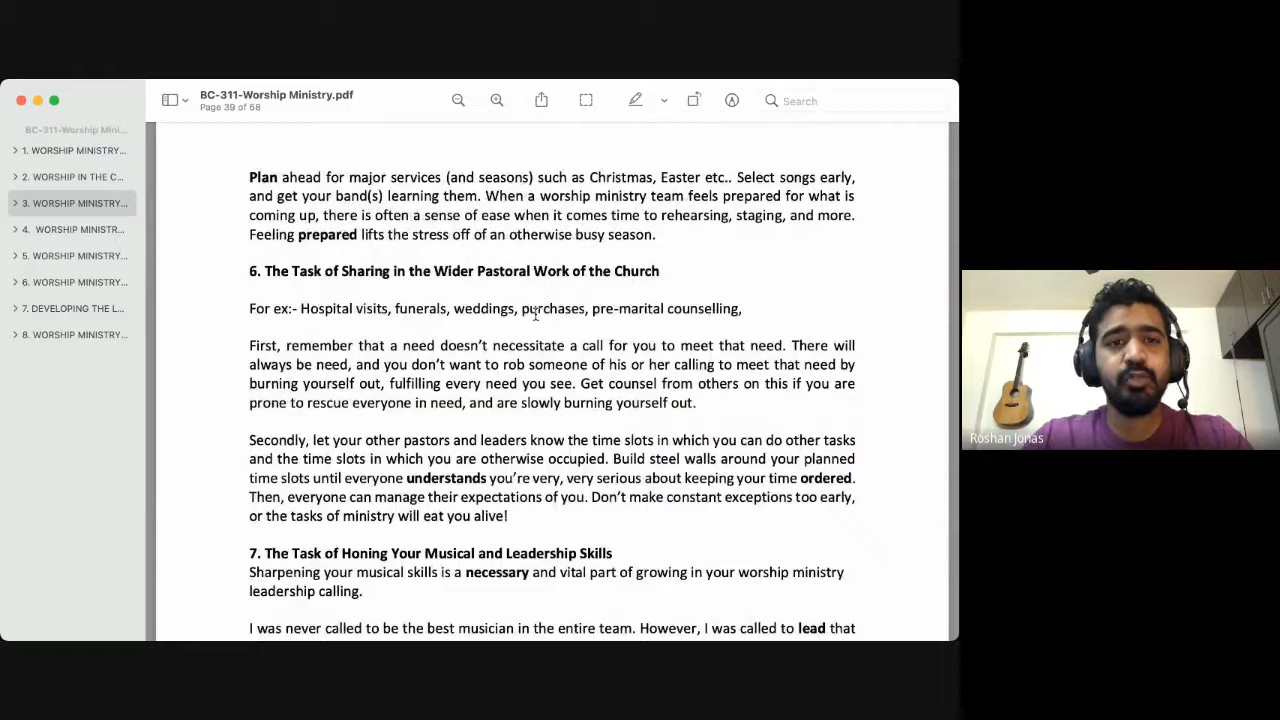 BC-311-Worship Ministry.pdf
Page 39 of 68
Search
BC-311-Worship Mini...
1. WORSHIP MINISTRY...
2. WORSHIP IN THE C...
3. WORSHIP MINISTRY...
4. WORSHIP MINISTR...
5. WORSHIP MINISTRY...
6. WORSHIP MINISTRY...
7. DEVELOPING THE L...
8. WORSHIP MINISTRY...
Plan ahead for major services (and seasons) such as Christmas, Easter etc.. Select songs early,
and get your band(s) learning them. When a worship ministry team feels prepared for what is
coming up, there is often a sense of ease when it comes time to rehearsing, staging, and more.
Feeling prepared lifts the stress off of an otherwise busy season.
6. The Task of Sharing in the Wider Pastoral Work of the Church
For ex:- Hospital visits, funerals, weddings, purchases, pre-marital counselling,
First, remember that a need doesn't necessitate a call for you to meet that need. There will
always be need, and you don't want to rob someone of his or her calling to meet that need by
burning yourself out, fulfilling every need you see. Get counsel from others on this if you are
prone to rescue everyone in need, and are slowly burning yourself out.
Secondly, let your other pastors and leaders know the time slots in which you can do other tasks
and the time slots in which you are otherwise occupied. Build steel walls around your planned
time slots until everyone understands you're very, very serious about keeping your time ordered.
Then, everyone can manage their expectations of you. Don't make constant exceptions too early,
or the tasks of ministry will eat you alive!
7. The Task of Honing Your Musical and Leadership Skills
Sharpening your musical skills is a necessary and vital part of growing in your worship ministry
leadership calling.
I was never called to be the best musician in the entire team. However, I was called to lead that
Roshan Jonas